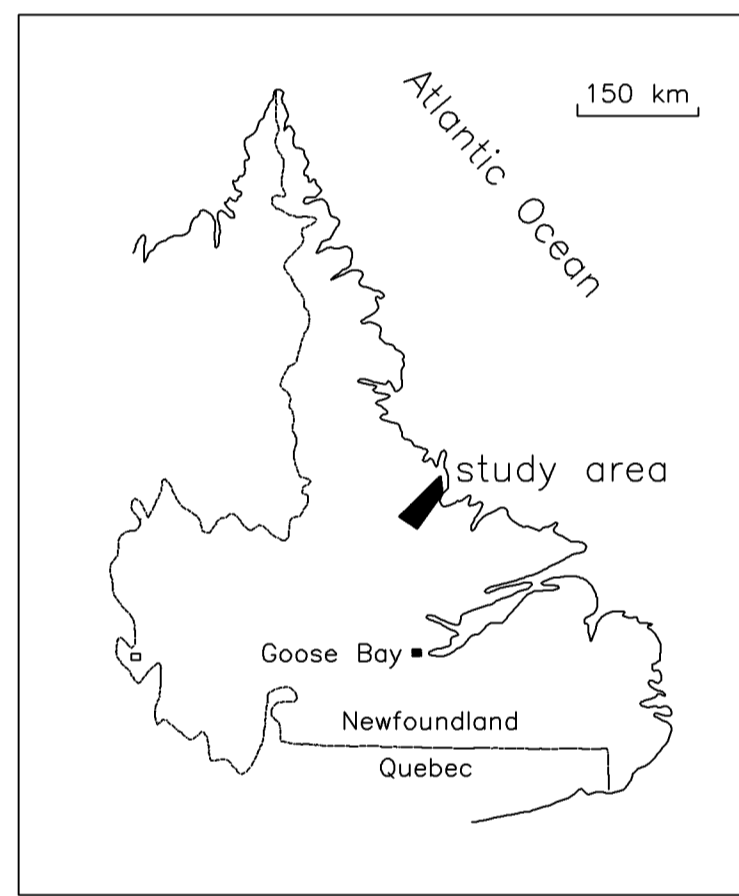 150 km
Atlantic Ocean
study area
Goose Bay
Newfoundland
Quebec